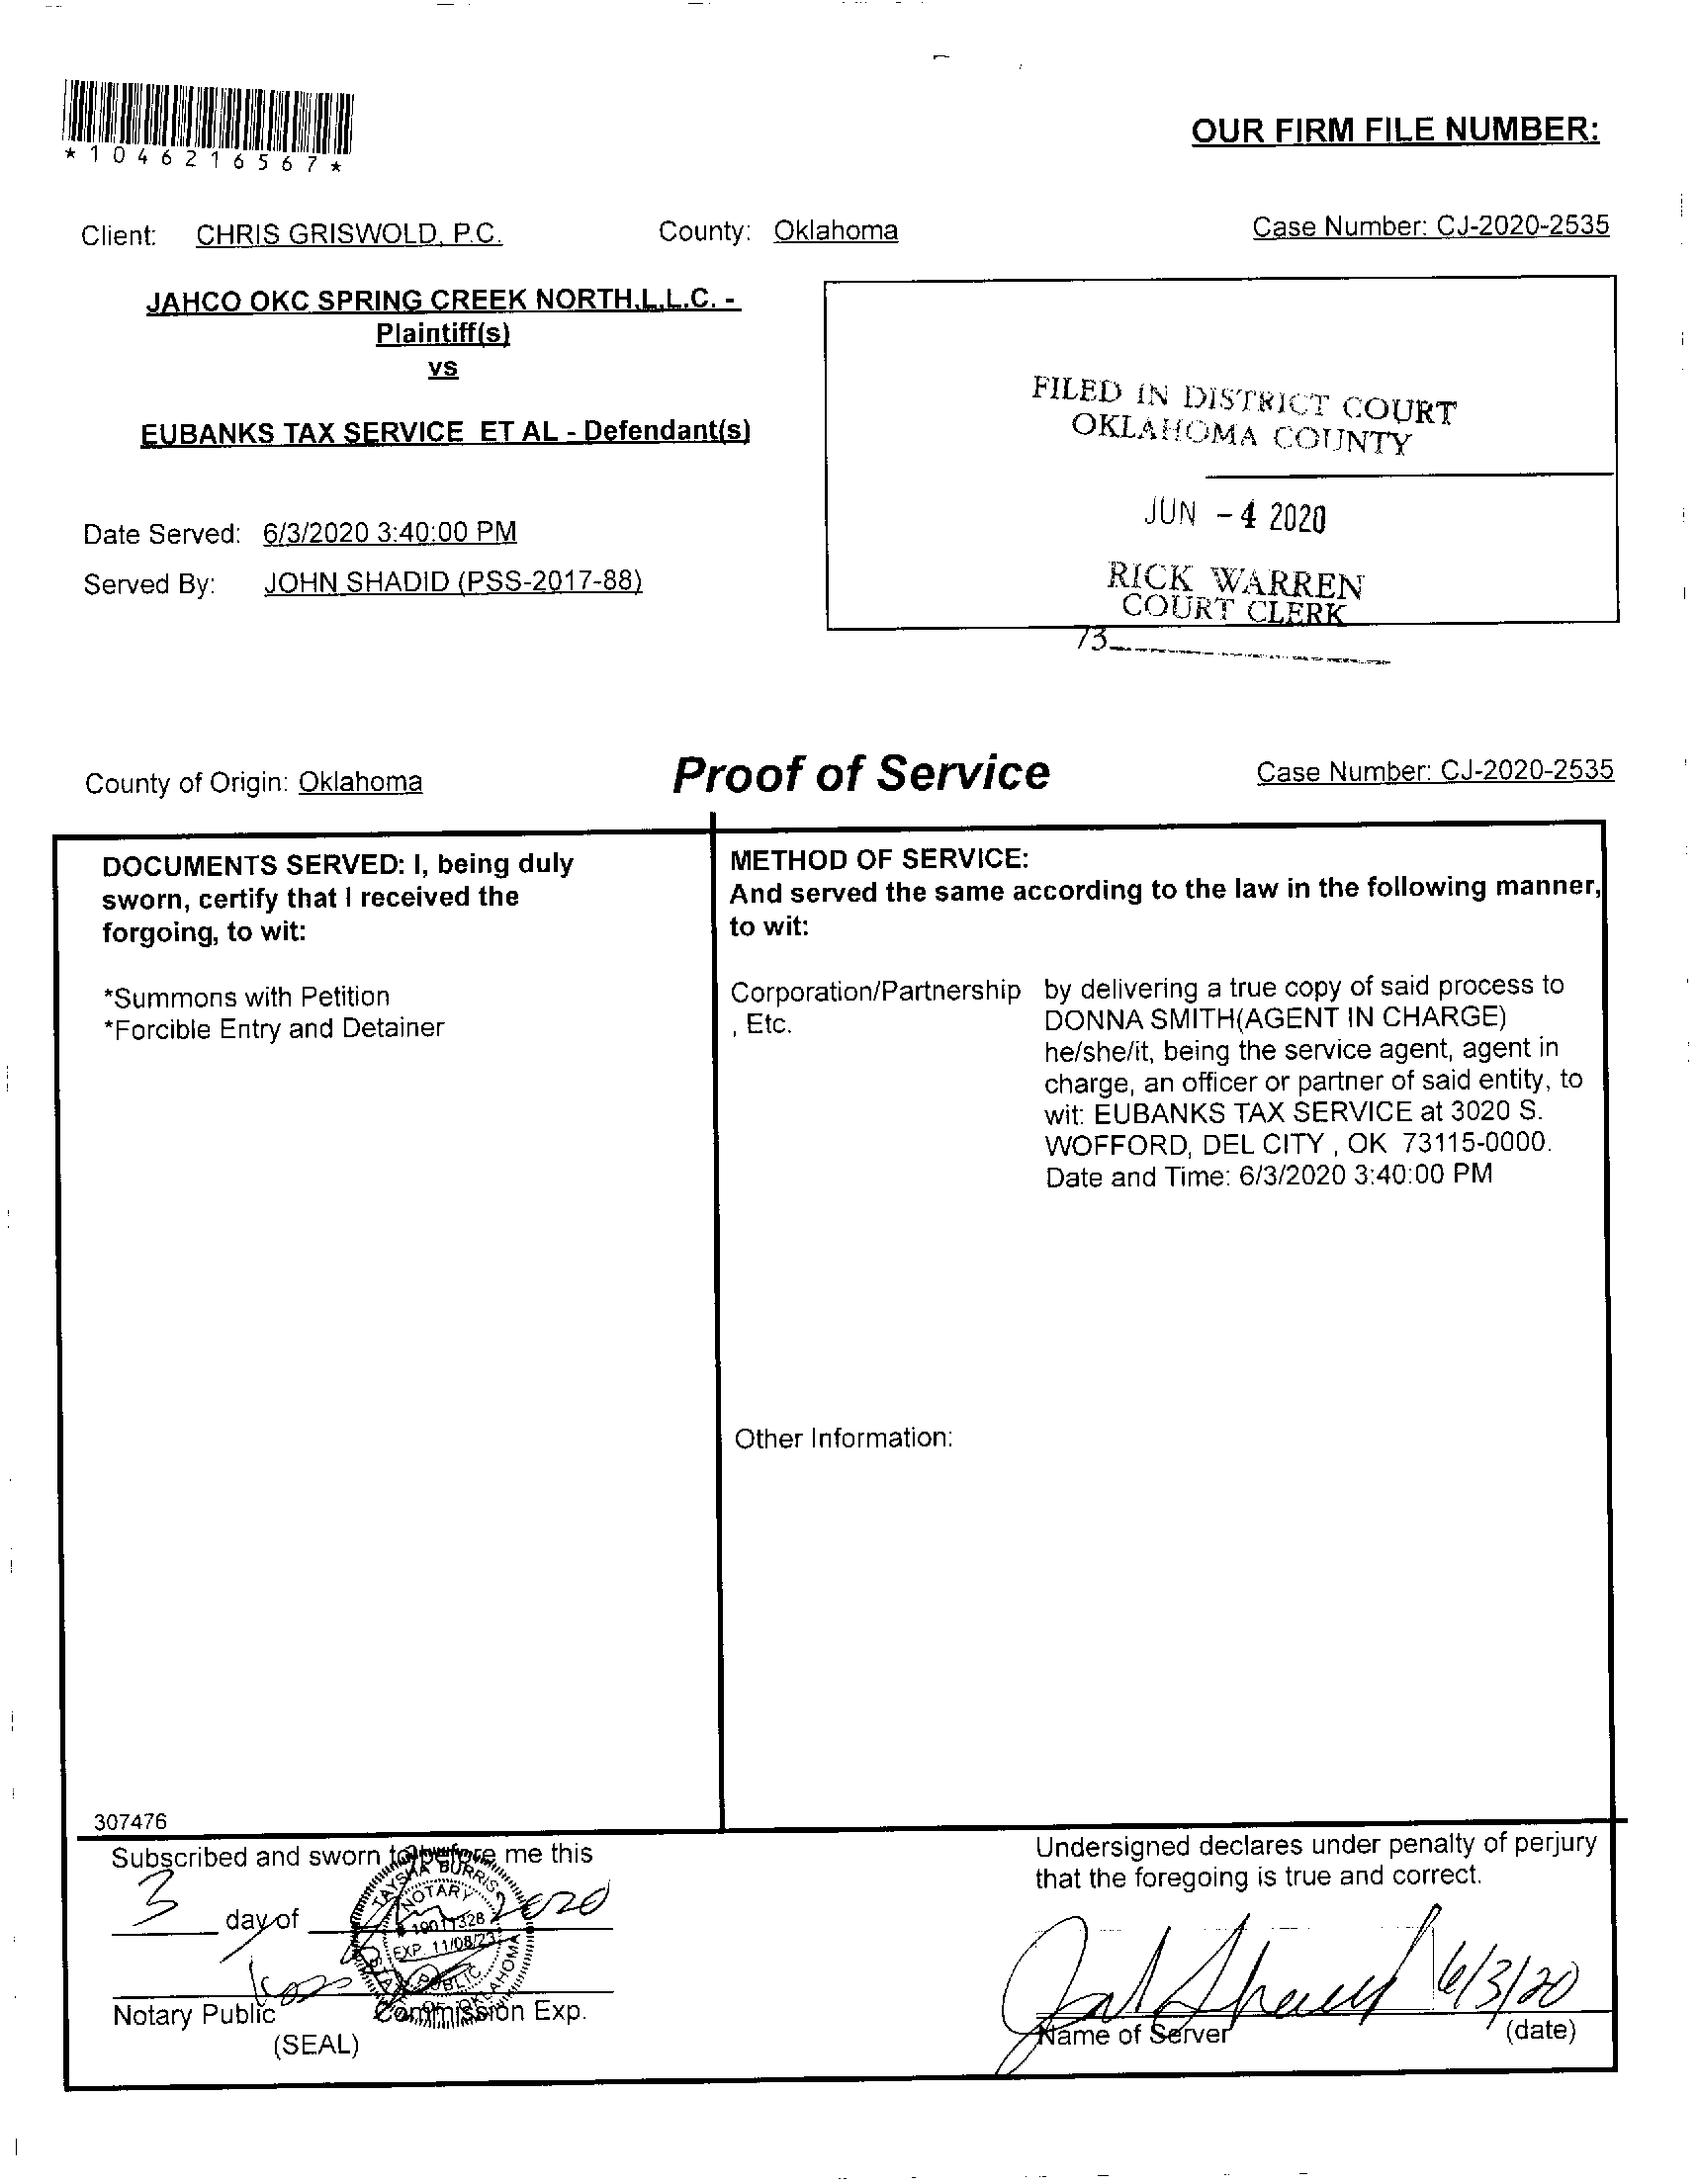 *1046216567*
OUR FIRM FILE NUMBER:
Client: CHRIS GRISWOLD, P.C. County: Oklahoma Case Number: CJ-2020-2535
JAHCO OKC SPRING CREEK NORTH,L.L.C. -
Plaintiff(s)
vs
EUBANKS TAX SERVICE ET AL - Defendant(s)
FILED IN DISTRICT COURT
OKLAHOMA COUNTY
JUN - 4 2020
RICK WARREN
COURT CLERK
73
Date Served: 6/3/2020 3:40:00 PM
Served By: JOHN SHADID (PSS-2017-88)
County of Origin: Oklahoma Proof of Service Case Number: CJ-2020-2535
DOCUMENTS SERVED: I, being duly
sworn, certify that I received the
forgoing, to wit:
*Summons with Petition
*Forcible Entry and Detainer
METHOD OF SERVICE:
And served the same according to the law in the following manner,
to wit:
Corporation/Partnership
, Etc.
by delivering a true copy of said process to
DONNA SMITH(AGENT IN CHARGE)
he/she/it, being the service agent, agent in
charge, an officer or partner of said entity, to
wit: EUBANKS TAX SERVICE at 3020 S.
WOFFORD, DEL CITY , OK 73115-0000.
Date and Time: 6/3/2020 3:40:00 PM
Other Information:
307476
Subscribed and sworn to before me this
3 day of 2020
TAYSHA BURRIS
NOTARY
# 19011328
EXP. 11/08/23
PUBLIC
STATE OF OKLAHOMA
Notary Public Commission Exp.
(SEAL)
Undersigned declares under penalty of perjury
that the foregoing is true and correct.
6/3/20
Name of Server (date)